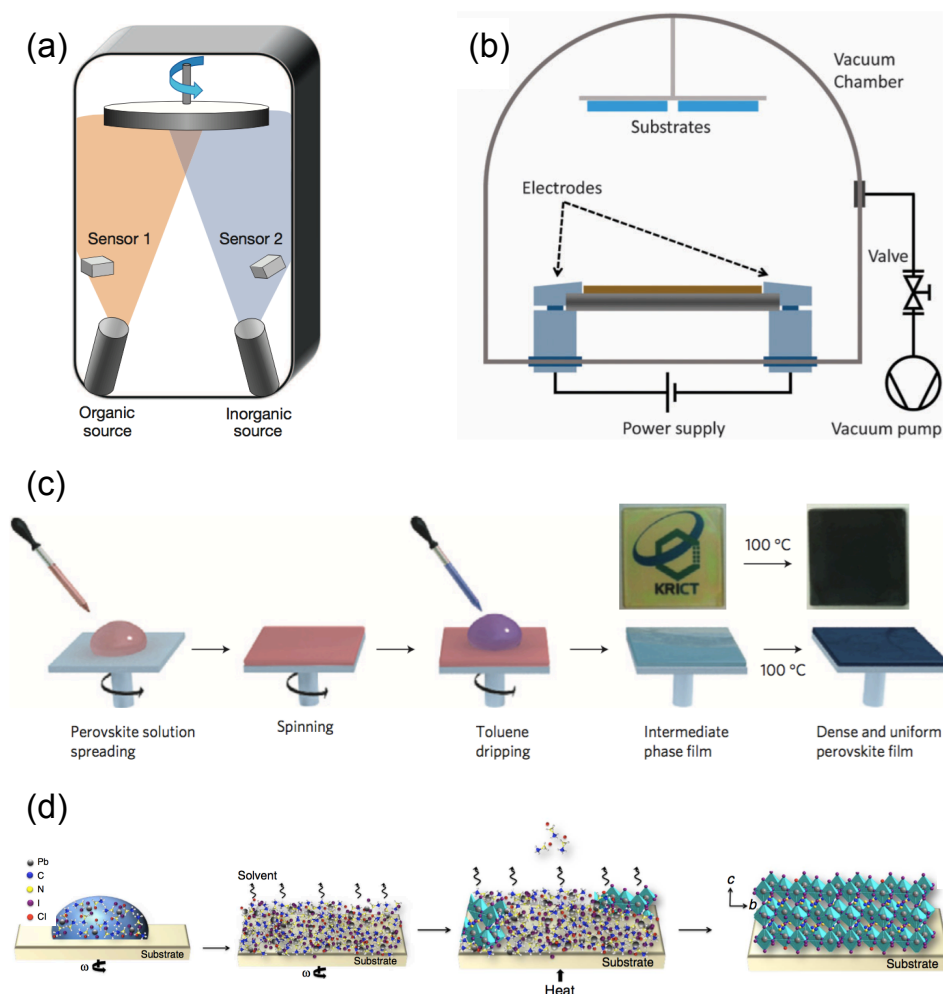 (a)
Sensor 1
Sensor 2
Organic
source
Inorganic
source
(b)
Vacuum
Chamber
Substrates
Electrodes
Valve
Power supply
Vacuum pump
(c)
KRICT
100 °C
100 °C
Perovskite solution
spreading
Spinning
Toluene
dripping
Intermediate
phase film
Dense and uniform
perovskite film
(d)
Pb
C
N
I
Cl
Substrate
ω
Solvent
Substrate
ω
Substrate
Heat
c
b
Substrate